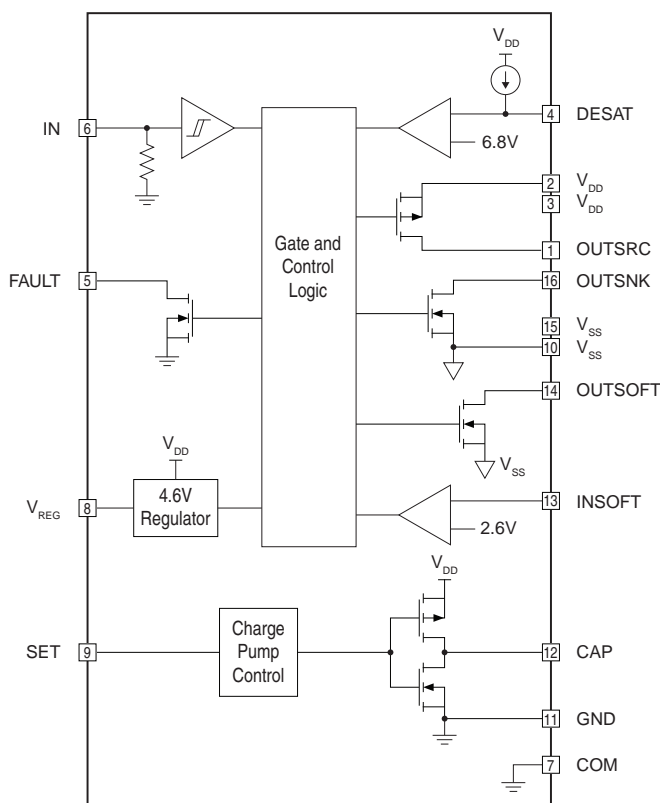 V_DD
IN
6
4
DESAT
6.8V
2
V_DD
3
V_DD
Gate and
Control
Logic
1
OUTSRC
FAULT
5
16
OUTSNK
15
V_SS
10
V_SS
14
OUTSOFT
V_DD
V_SS
V_REG
8
4.6V
Regulator
13
INSOFT
2.6V
V_DD
SET
9
Charge
Pump
Control
12
CAP
11
GND
7
COM